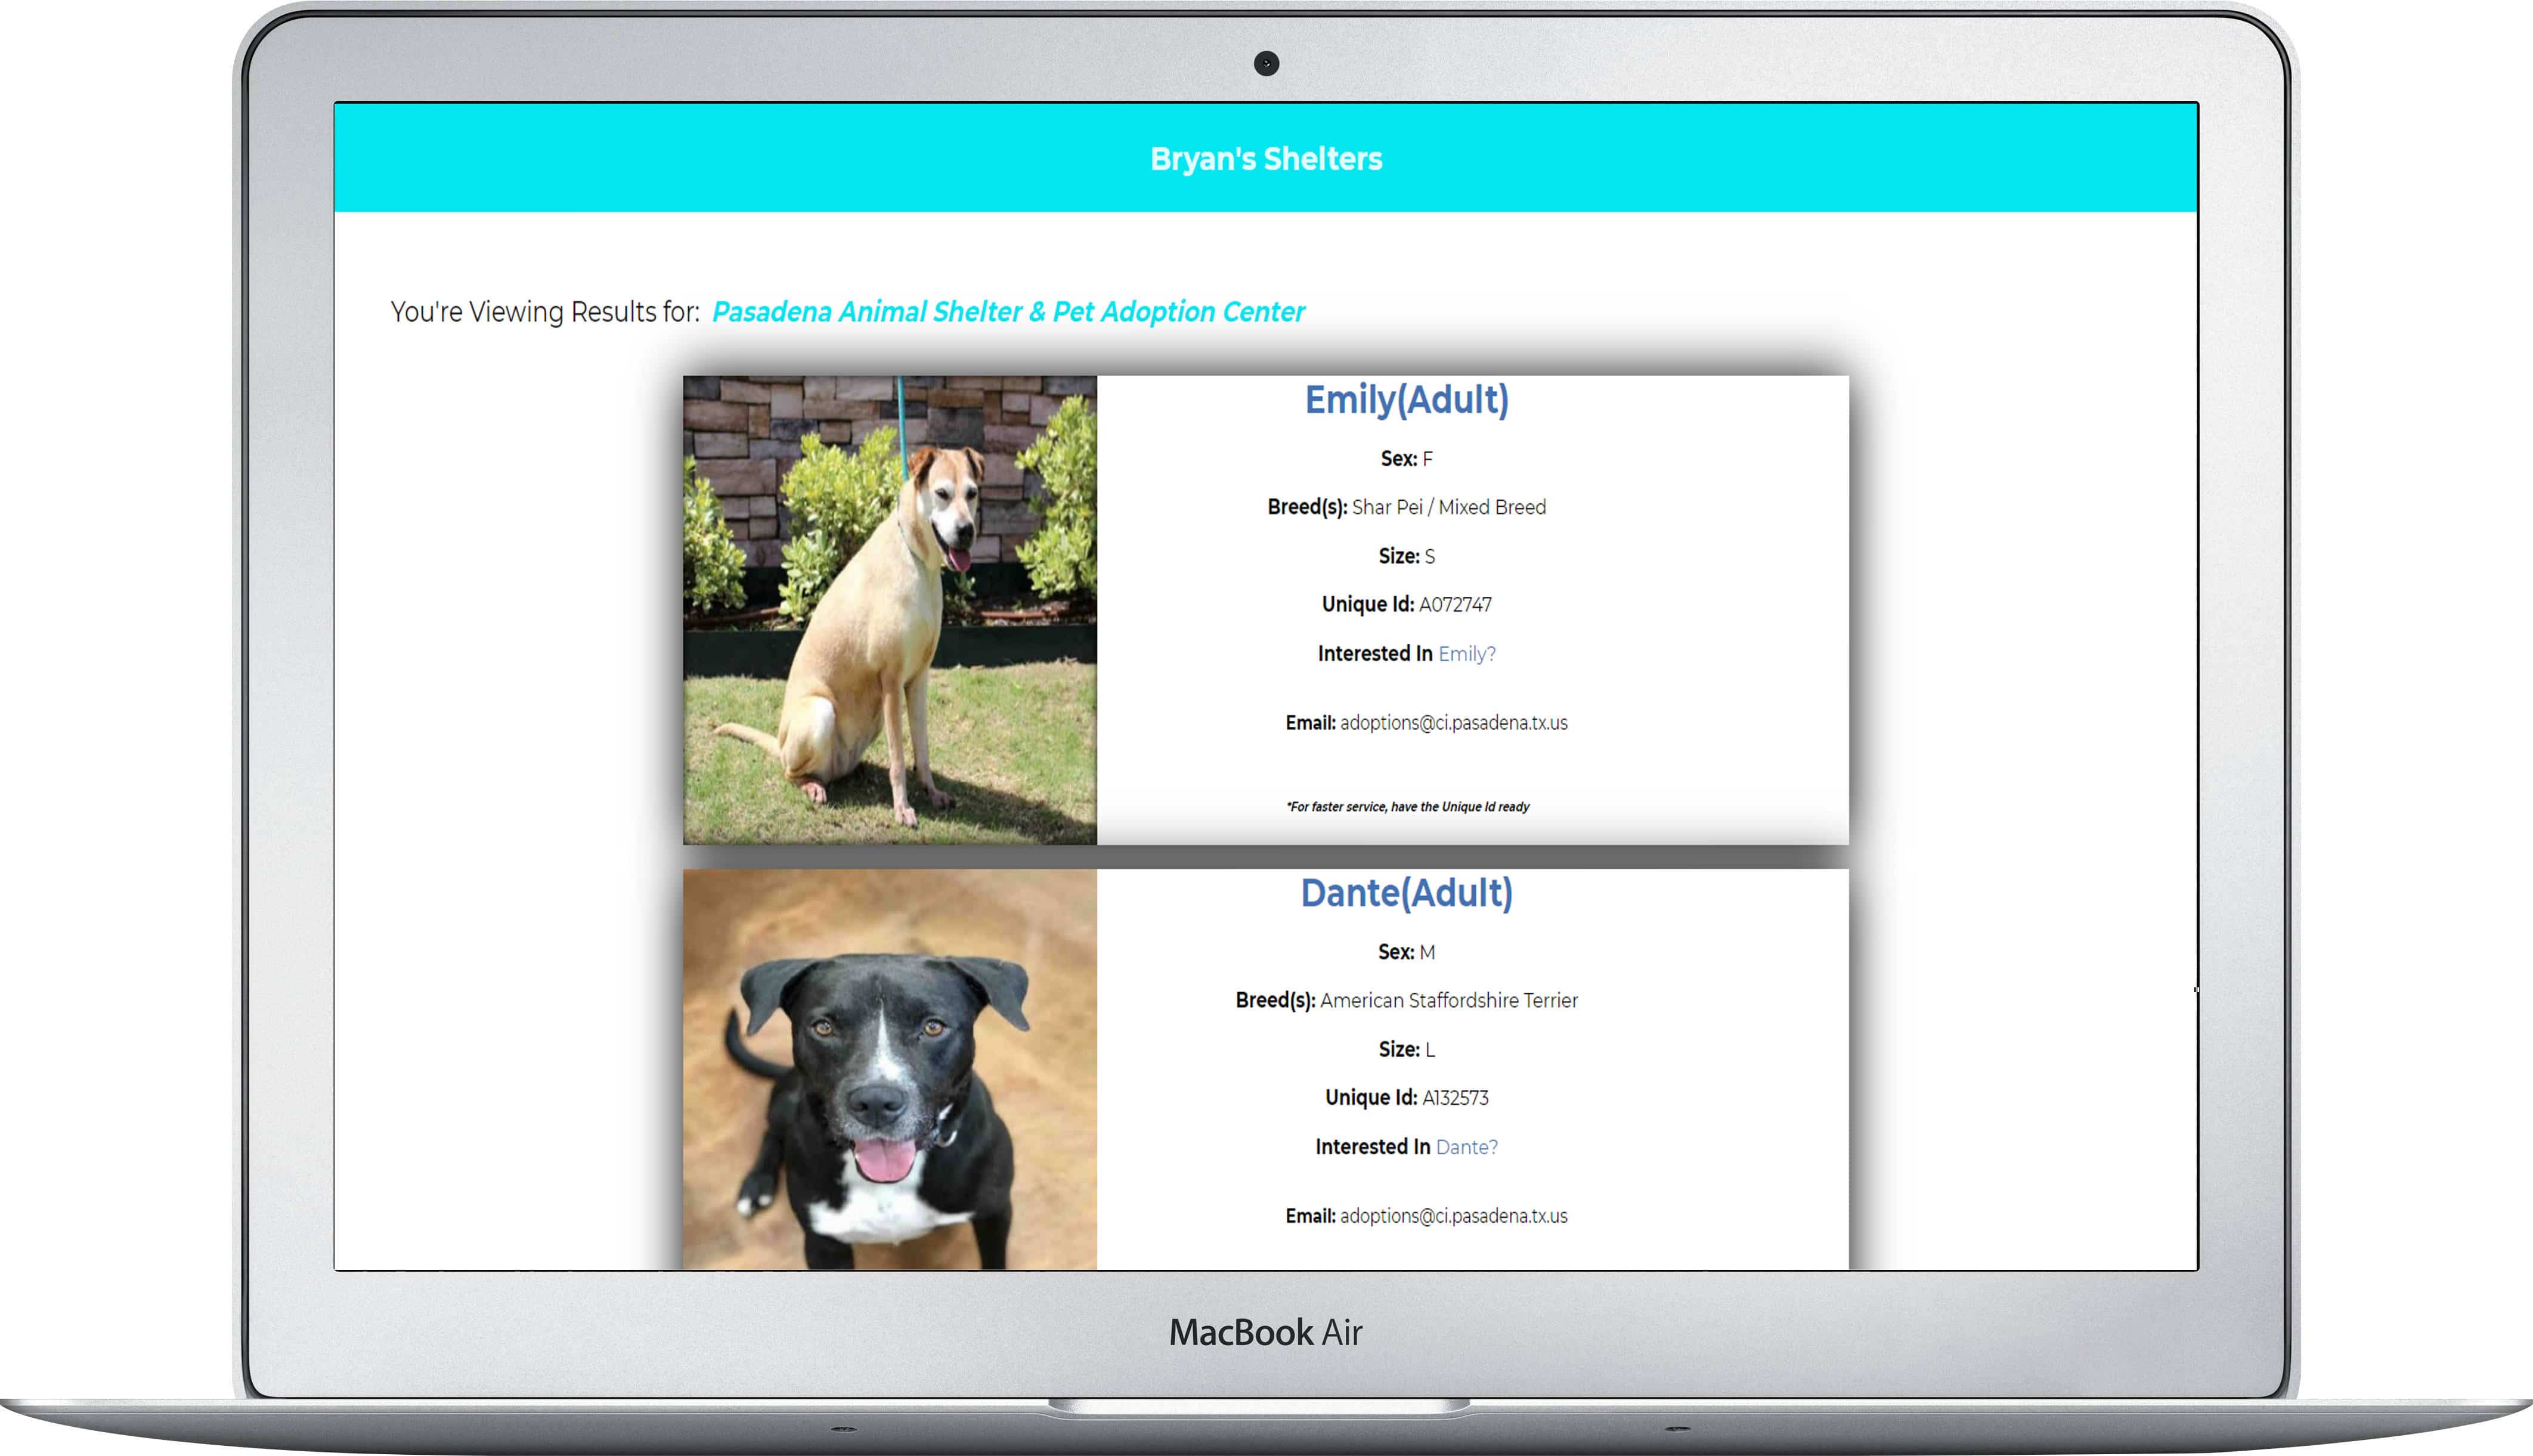 Bryan's Shelters
You're Viewing Results for: Pasadena Animal Shelter & Pet Adoption Center
Emily(Adult)
Sex: F
Breed(s): Shar Pei / Mixed Breed
Size: S
Unique Id: A072747
Interested In Emily?
Email: adoptions@ci.pasadena.tx.us
*For faster service, have the Unique Id ready
Dante(Adult)
Sex: M
Breed(s): American Staffordshire Terrier
Size: L
Unique Id: A132573
Interested In Dante?
Email: adoptions@ci.pasadena.tx.us
MacBook Air